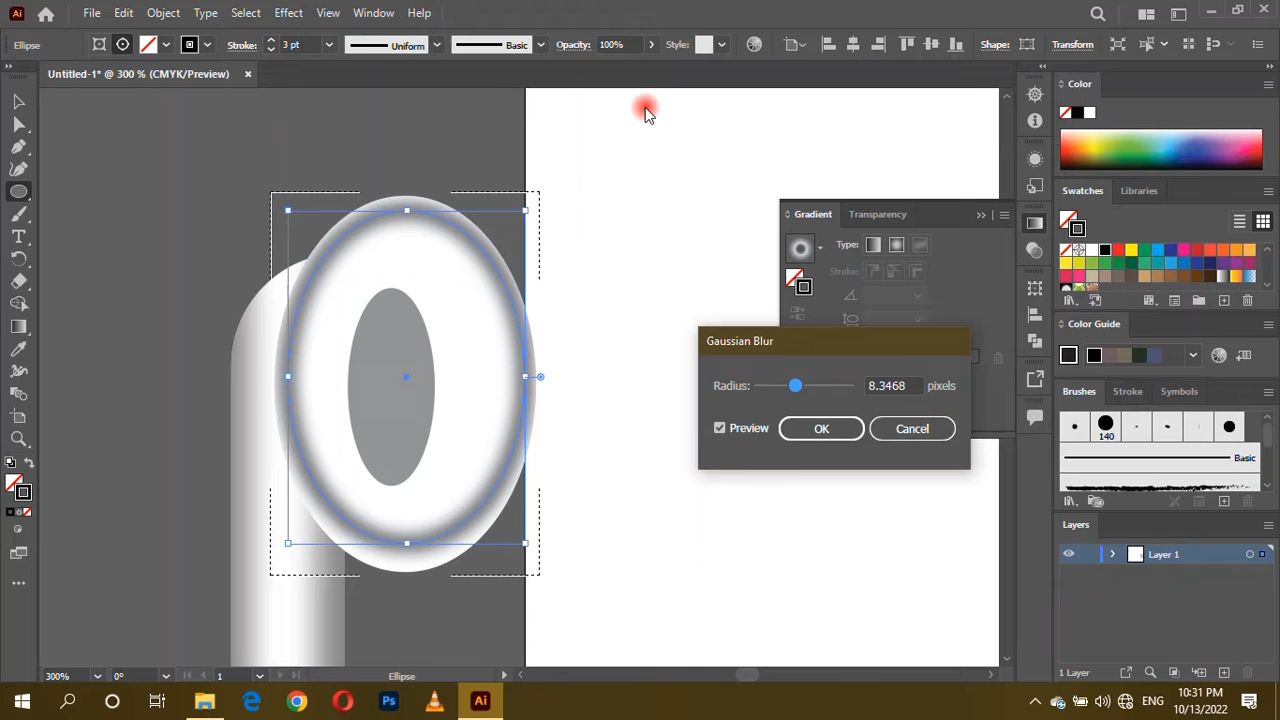 Ai File Edit Object Type Select Effect View Window Help
Ellipse Stroke: 3 pt Uniform Basic Opacity: 100% Style: Shape: Transform
Untitled-1* @ 300 % (CMYK/Preview) ×
Color
Swatches Libraries
Gradient Transparency
Type:
Stroke:
Color Guide
Gaussian Blur
Radius: 8.3468 pixels
Preview OK Cancel
Brushes Stroke Symbols
140
Basic
Layers
Layer 1
300% 0° 1 Ellipse 1 Layer
Ps Ai ENG 10:31 PM
10/13/2022